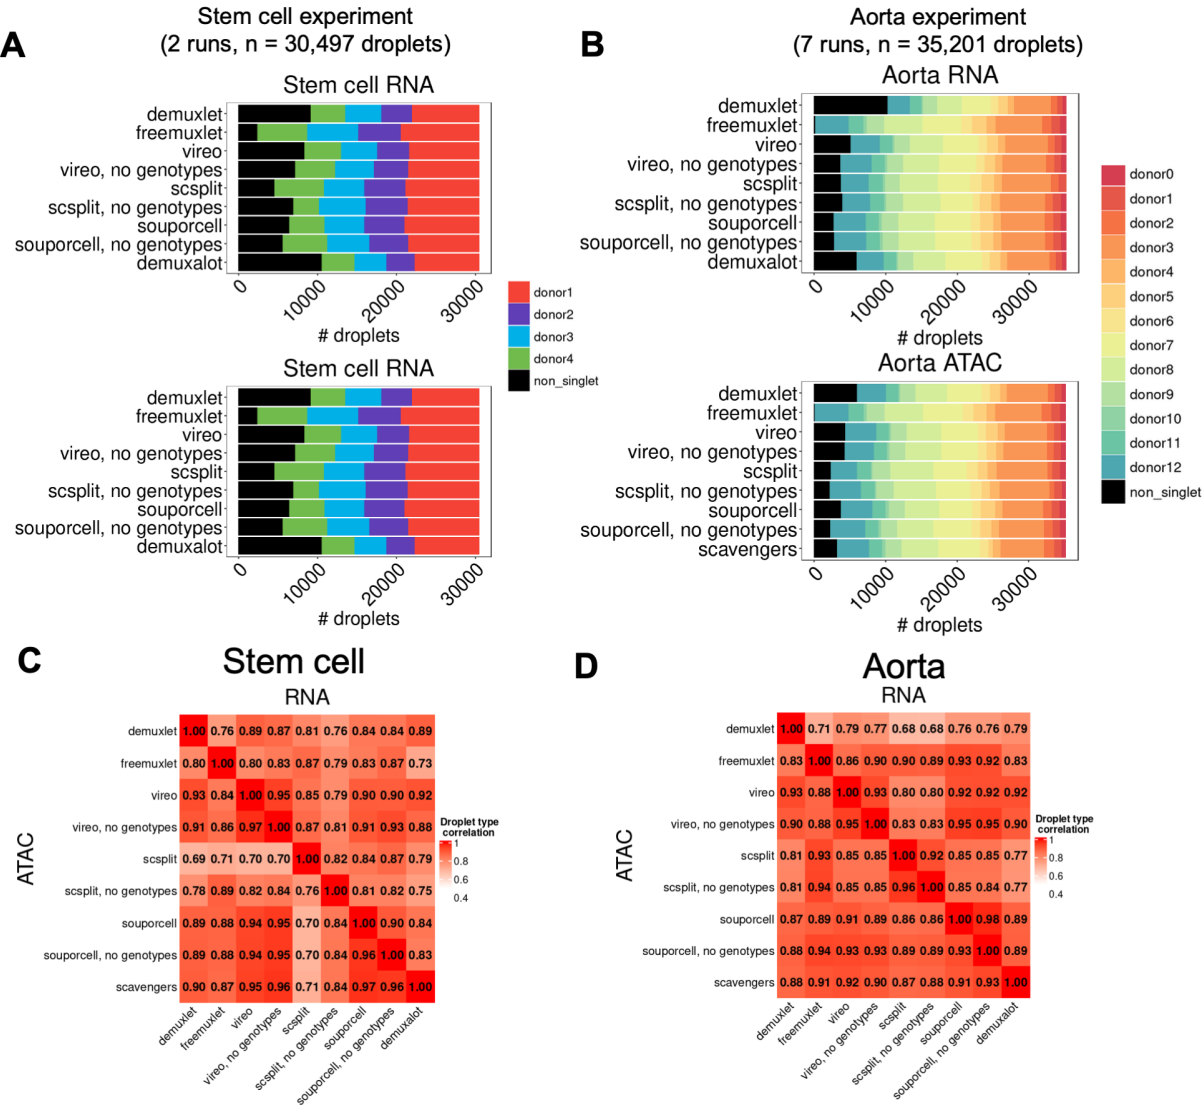 A
Stem cell experiment
(2 runs, n = 30,497 droplets)
Stem cell RNA
demuxlet
freemuxlet
vireo
vireo, no genotypes
scsplit
scsplit, no genotypes
souporcell
souporcell, no genotypes
demuxalot
0
10000
20000
30000
# droplets
Stem cell RNA
demuxlet
freemuxlet
vireo
vireo, no genotypes
scsplit
scsplit, no genotypes
souporcell
souporcell, no genotypes
demuxalot
0
10000
20000
30000
# droplets
donor1
donor2
donor3
donor4
non_singlet
B
Aorta experiment
(7 runs, n = 35,201 droplets)
Aorta RNA
demuxlet
freemuxlet
vireo
vireo, no genotypes
scsplit
scsplit, no genotypes
souporcell
souporcell, no genotypes
demuxalot
0
10000
20000
30000
# droplets
Aorta ATAC
demuxlet
freemuxlet
vireo
vireo, no genotypes
scsplit
scsplit, no genotypes
souporcell
souporcell, no genotypes
scavengers
0
10000
20000
30000
# droplets
donor0
donor1
donor2
donor3
donor4
donor5
donor6
donor7
donor8
donor9
donor10
donor11
donor12
non_singlet
C
Stem cell
RNA
ATAC
demuxlet 1.00 0.76 0.89 0.87 0.81 0.76 0.84 0.84 0.89
freemuxlet 0.80 1.00 0.80 0.83 0.87 0.79 0.83 0.87 0.73
vireo 0.93 0.84 1.00 0.95 0.85 0.79 0.90 0.90 0.92
vireo, no genotypes 0.91 0.86 0.97 1.00 0.87 0.81 0.91 0.93 0.88
scsplit 0.69 0.71 0.70 0.70 1.00 0.82 0.84 0.87 0.79
scsplit, no genotypes 0.78 0.89 0.82 0.84 0.76 1.00 0.81 0.82 0.75
souporcell 0.89 0.88 0.94 0.95 0.70 0.84 1.00 0.90 0.84
souporcell, no genotypes 0.89 0.88 0.94 0.95 0.70 0.84 0.96 1.00 0.83
scavengers 0.90 0.87 0.95 0.96 0.71 0.84 0.97 0.96 1.00
demuxlet
freemuxlet
vireo
vireo, no genotypes
scsplit
scsplit, no genotypes
souporcell
souporcell, no genotypes
demuxalot
Droplet type
correlation
1
0.8
0.6
0.4
D
Aorta
RNA
ATAC
demuxlet 1.00 0.71 0.79 0.77 0.68 0.68 0.76 0.76 0.79
freemuxlet 0.83 1.00 0.86 0.90 0.90 0.89 0.93 0.92 0.83
vireo 0.93 0.88 1.00 0.93 0.80 0.80 0.92 0.92 0.92
vireo, no genotypes 0.90 0.88 0.95 1.00 0.83 0.83 0.95 0.95 0.90
scsplit 0.81 0.93 0.85 0.85 1.00 0.92 0.85 0.85 0.77
scsplit, no genotypes 0.81 0.94 0.85 0.85 0.96 1.00 0.85 0.84 0.77
souporcell 0.87 0.89 0.91 0.89 0.86 0.86 1.00 0.98 0.89
souporcell, no genotypes 0.88 0.94 0.93 0.93 0.89 0.89 0.93 1.00 0.89
scavengers 0.88 0.91 0.92 0.90 0.87 0.88 0.91 0.93 1.00
demuxlet
freemuxlet
vireo
vireo, no genotypes
scsplit
scsplit, no genotypes
souporcell
souporcell, no genotypes
demuxalot
Droplet type
correlation
1
0.8
0.6
0.4